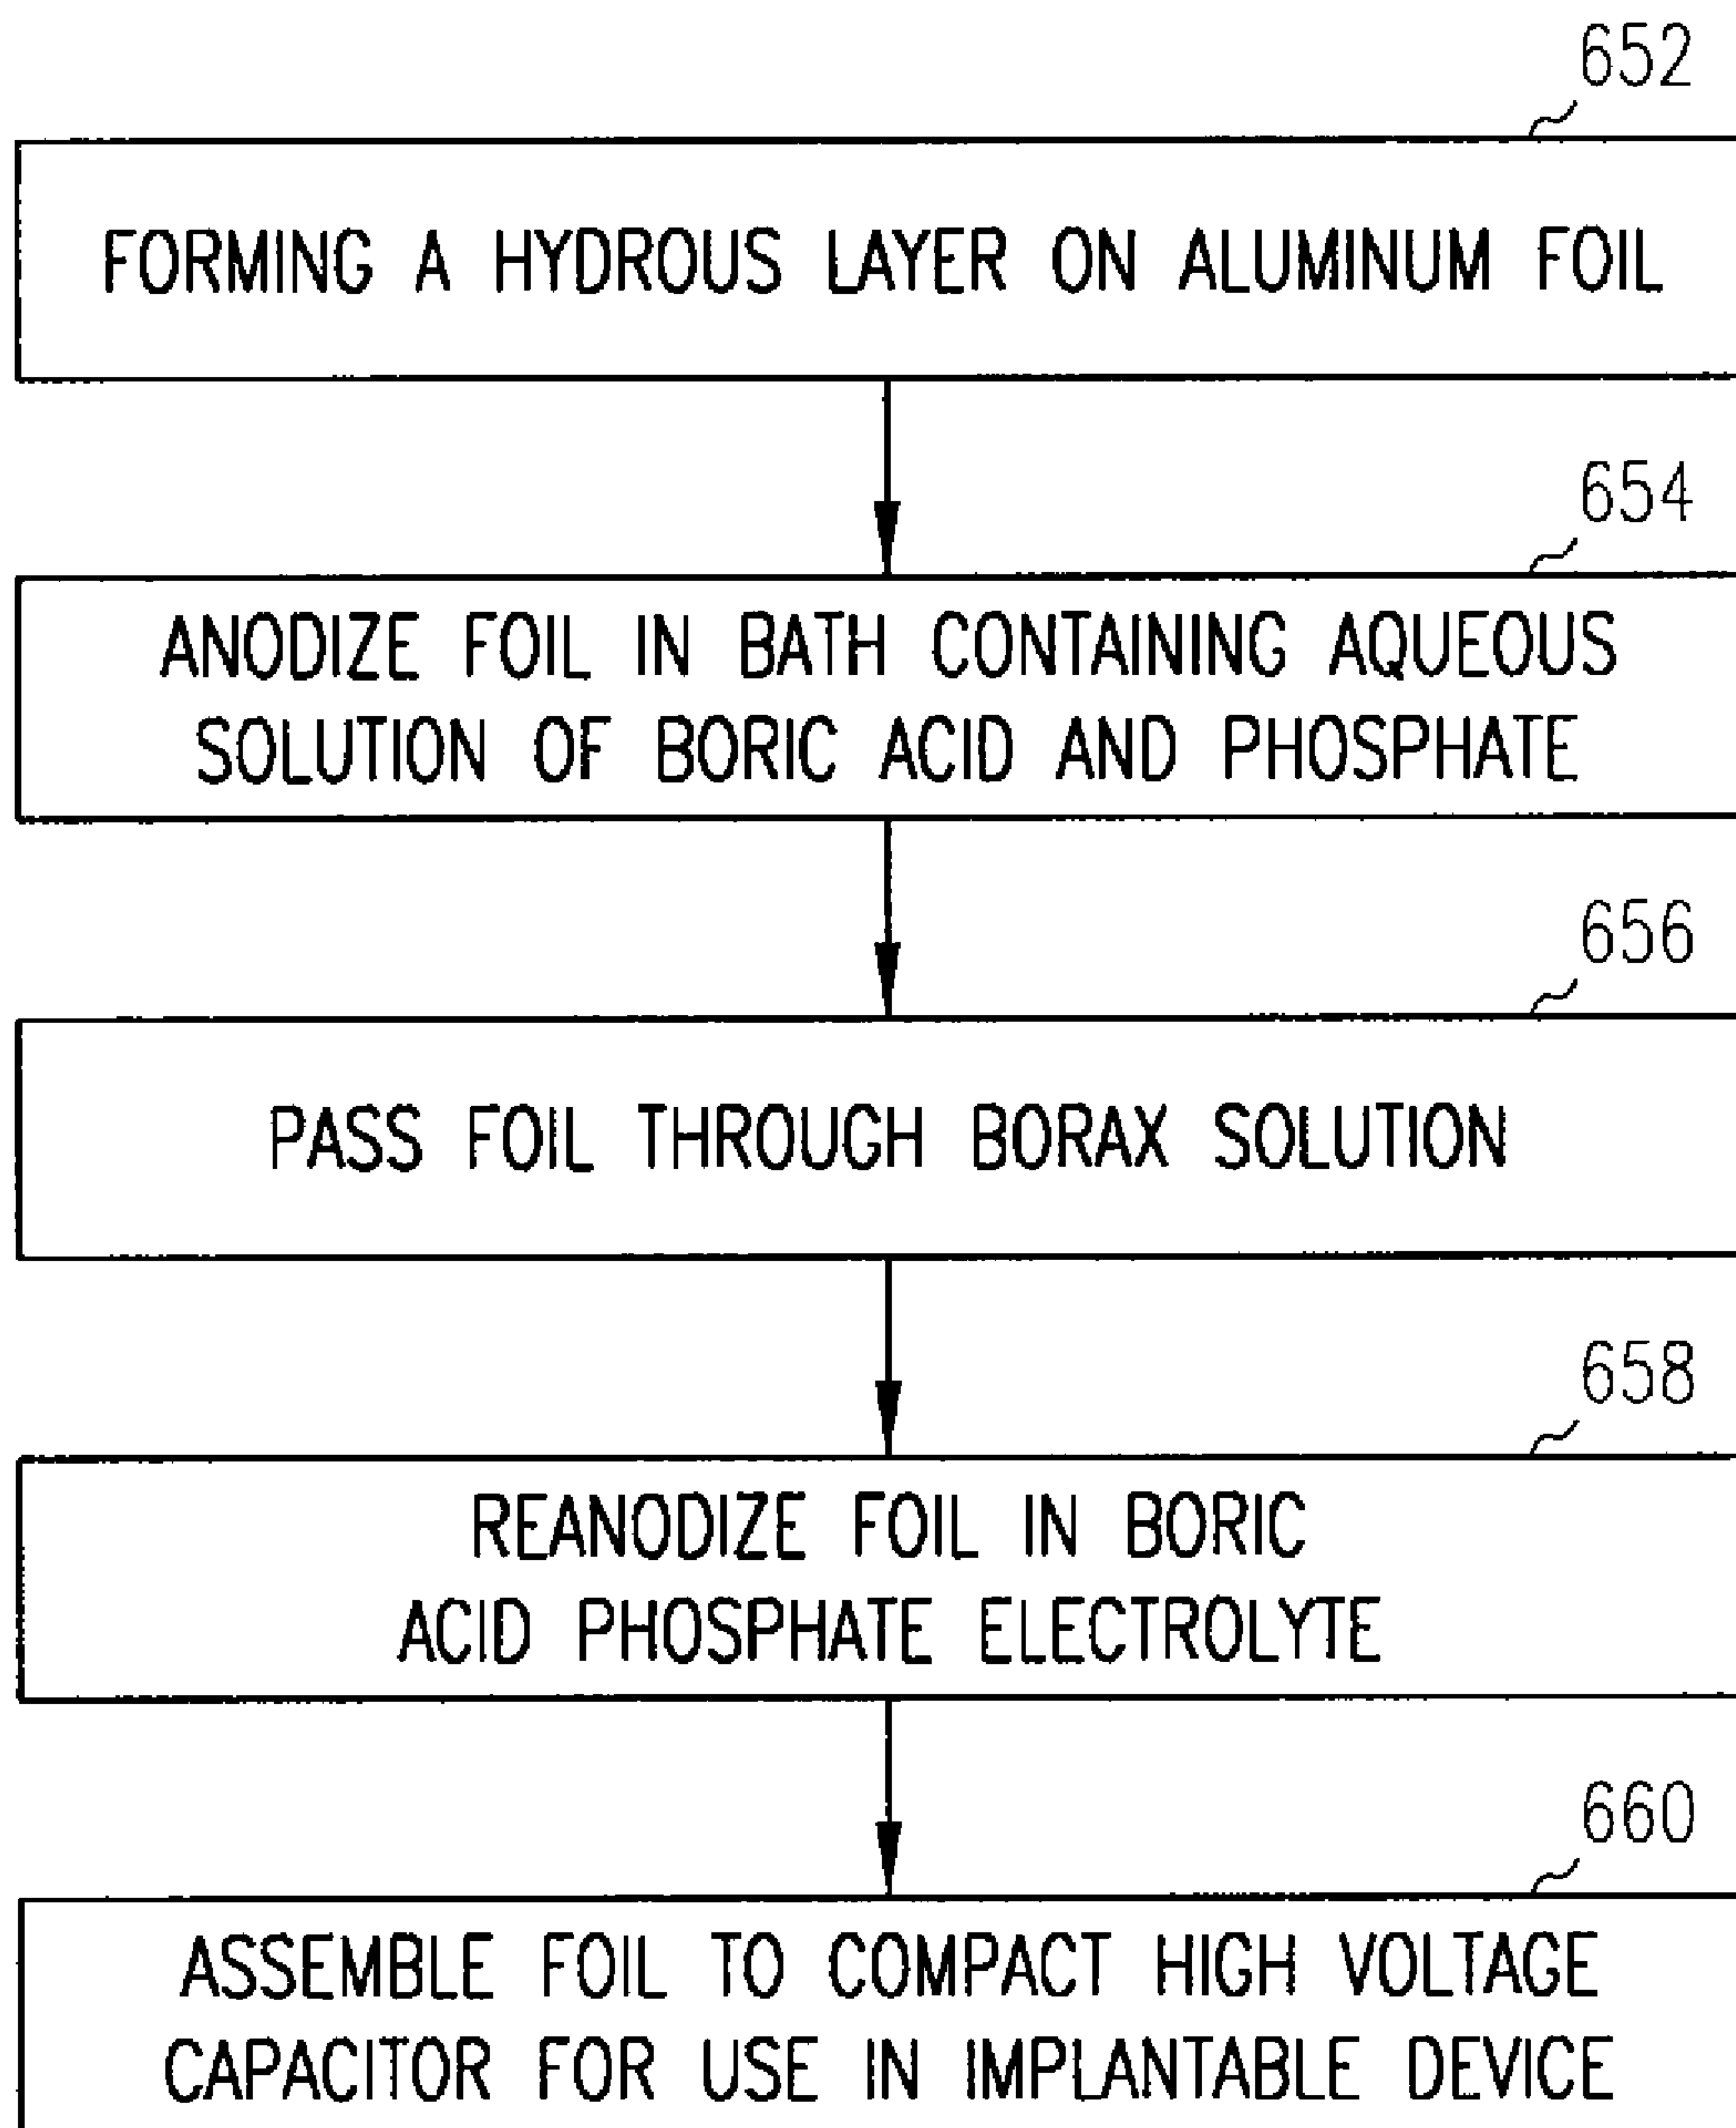 652
FORMING A HYDROUS LAYER ON ALUMINUM FOIL
654
ANODIZE FOIL IN BATH CONTAINING AQUEOUS
SOLUTION OF BORIC ACID AND PHOSPHATE
656
PASS FOIL THROUGH BORAX SOLUTION
658
REANODIZE FOIL IN BORIC
ACID PHOSPHATE ELECTROLYTE
660
ASSEMBLE FOIL TO COMPACT HIGH VOLTAGE
CAPACITOR FOR USE IN IMPLANTABLE DEVICE